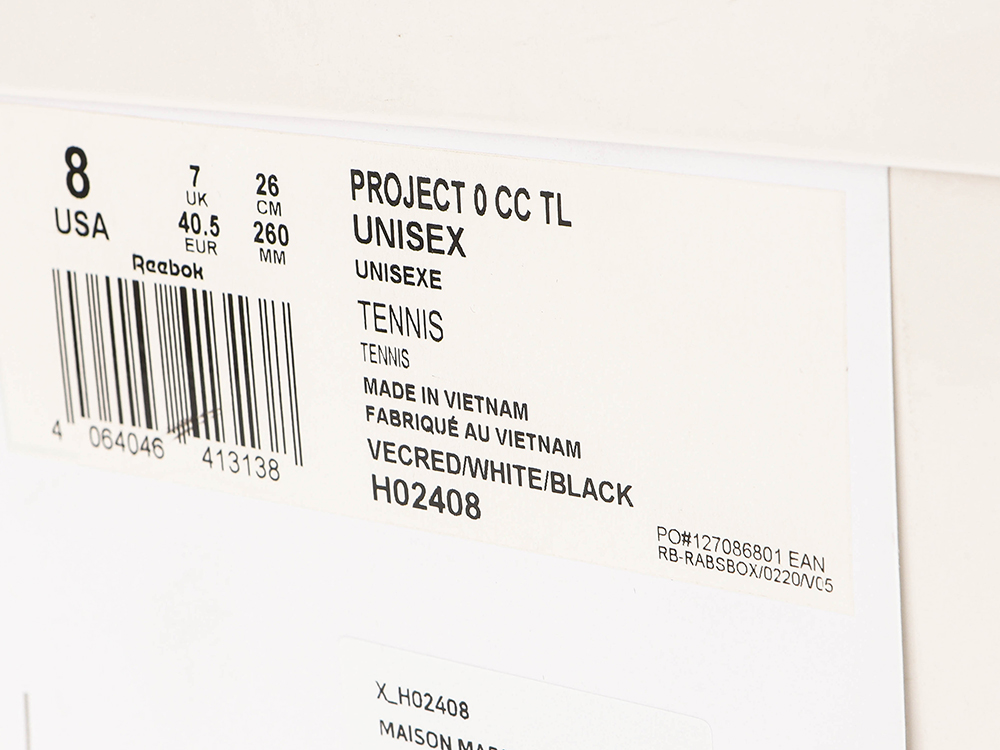 8
USA
7
UK
40.5
EUR
26
CM
260
MM
Reebok
4 064046 413138
PROJECT 0 CC TL
UNISEX
UNISEXE
TENNIS
TENNIS
MADE IN VIETNAM
FABRIQUÉ AU VIETNAM
VECRED/WHITE/BLACK
H02408
PO#127086801 EAN
RB-RABSBOX/0220/V05
X_H02408
MAISON